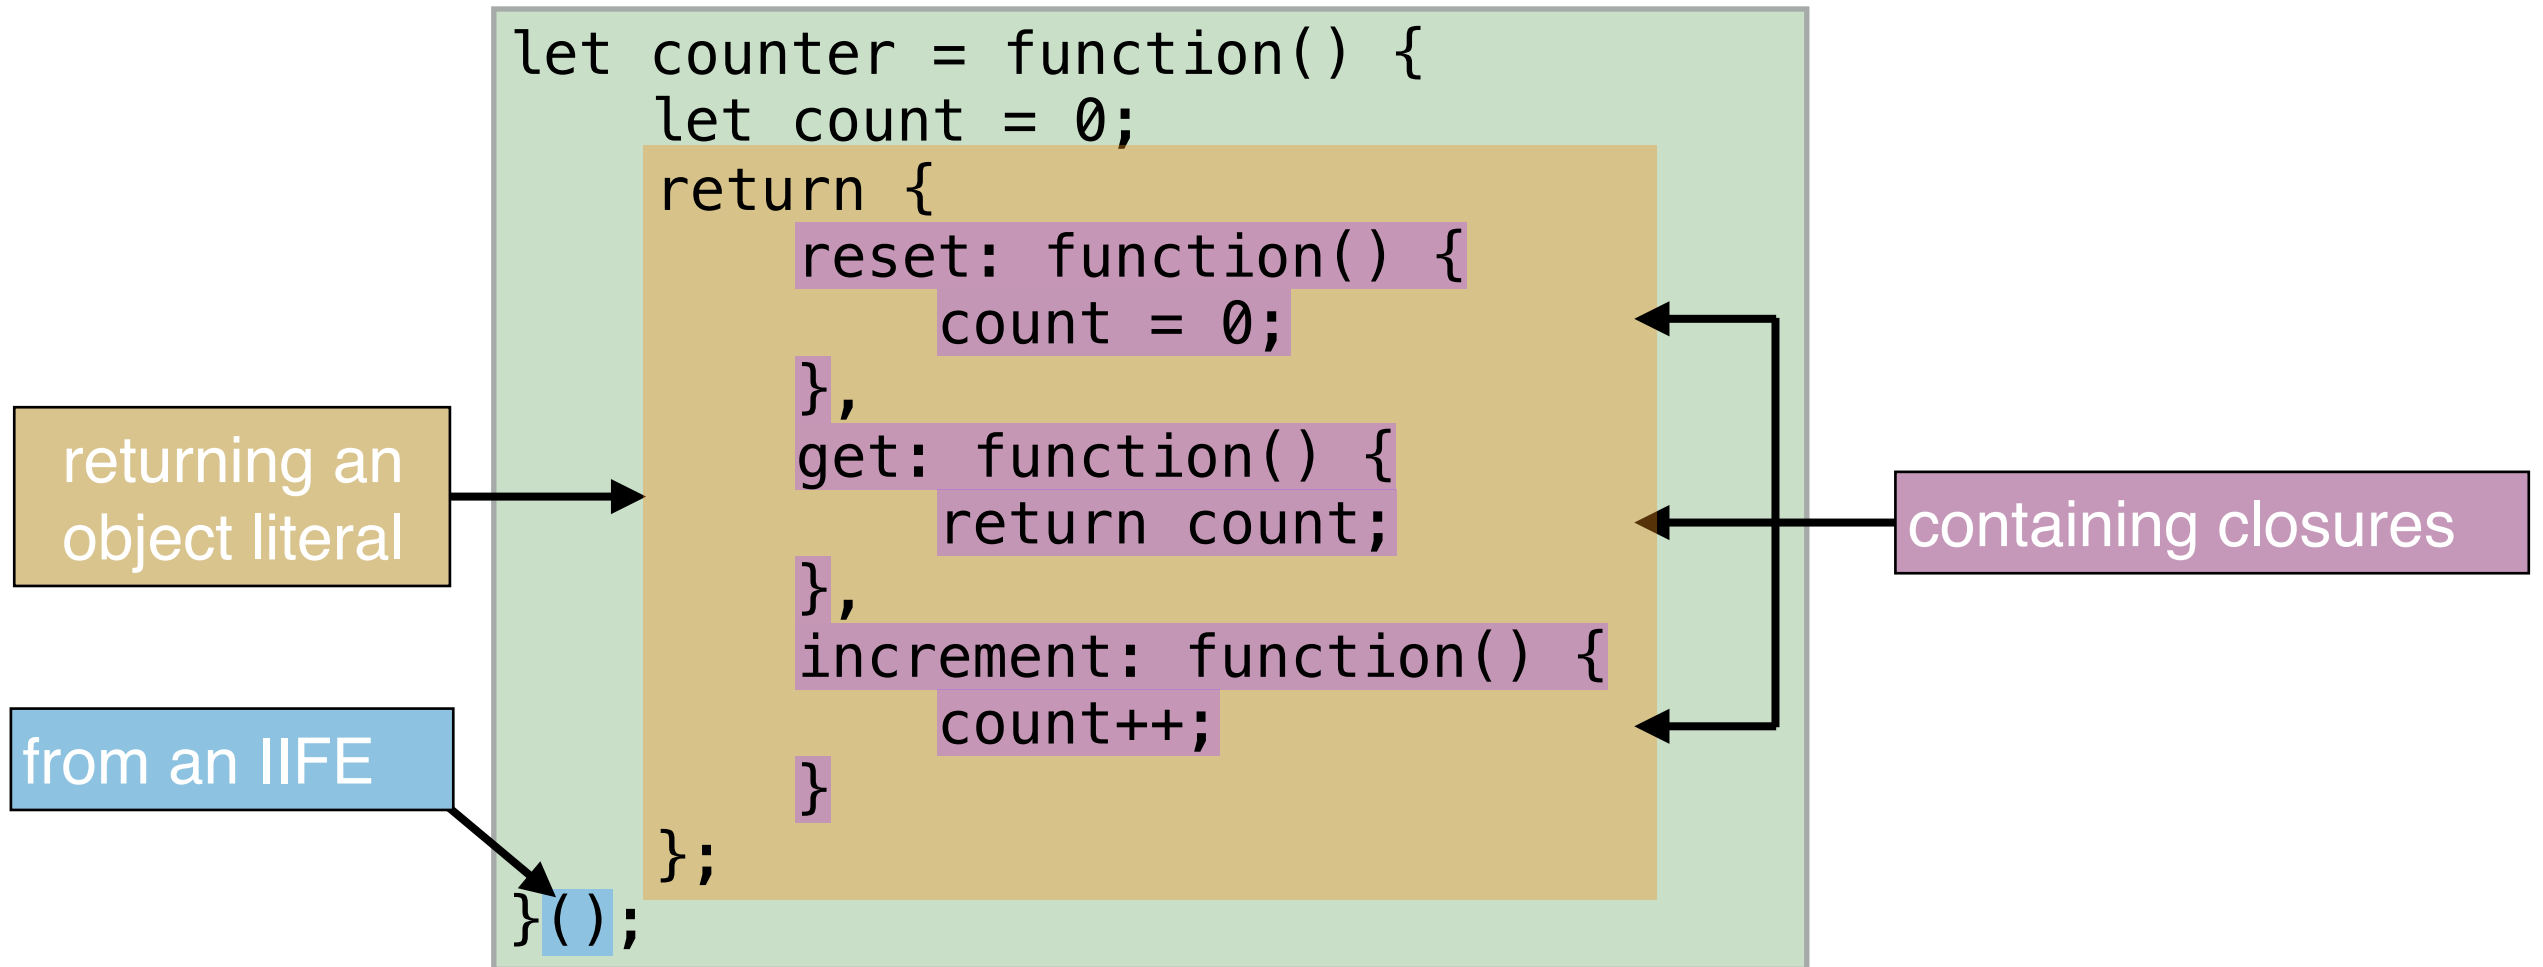 let counter = function() {
let count = 0;
return {
reset: function() {
count = 0;
},
get: function() {
return count;
},
increment: function() {
count++;
}
};
}();
returning an
object literal
from an IIFE
containing closures